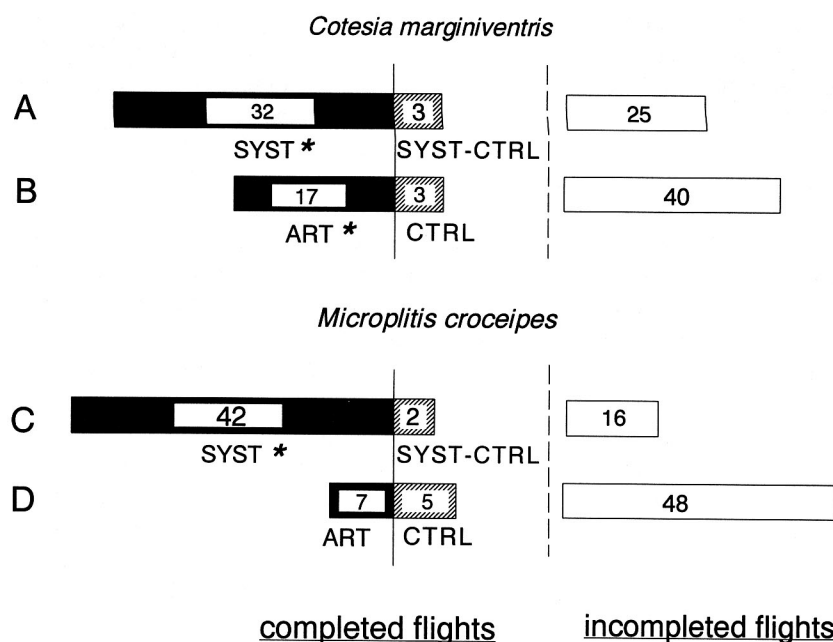 Cotesia marginiventris
A 32 3 25
SYST * SYST-CTRL
B 17 3 40
ART * CTRL
Microplitis croceipes
C 42 2 16
SYST * SYST-CTRL
D 7 5 48
ART CTRL
completed flights incompleted flights